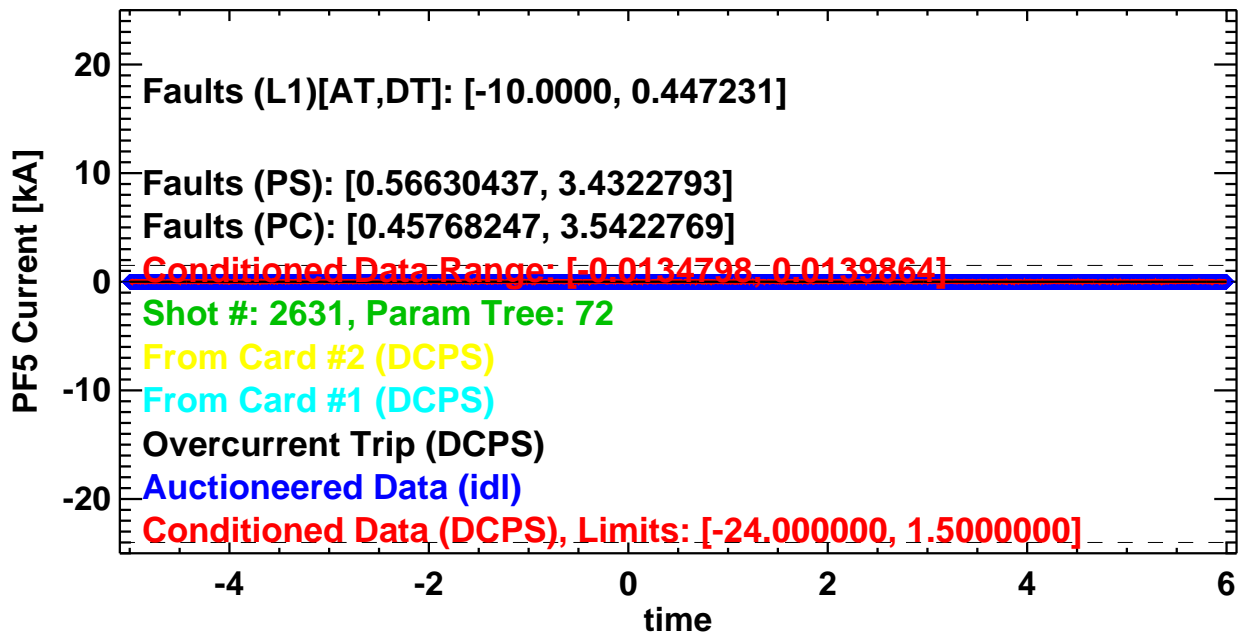 20
Faults (L1)[AT,DT]: [-10.0000, 0.447231]
10
Faults (PS): [0.56630437, 3.4322793]
Faults (PC): [0.45768247, 3.5422769]
Conditioned Data Range: [-0.0134798, 0.0139864]
0
Shot #: 2631, Param Tree: 72
From Card #2 (DCPS)
-10
From Card #1 (DCPS)
Overcurrent Trip (DCPS)
Auctioneered Data (idl)
-20
Conditioned Data (DCPS), Limits: [-24.000000, 1.5000000]
PF5 Current [kA]
-4 -2 0 2 4 6
time